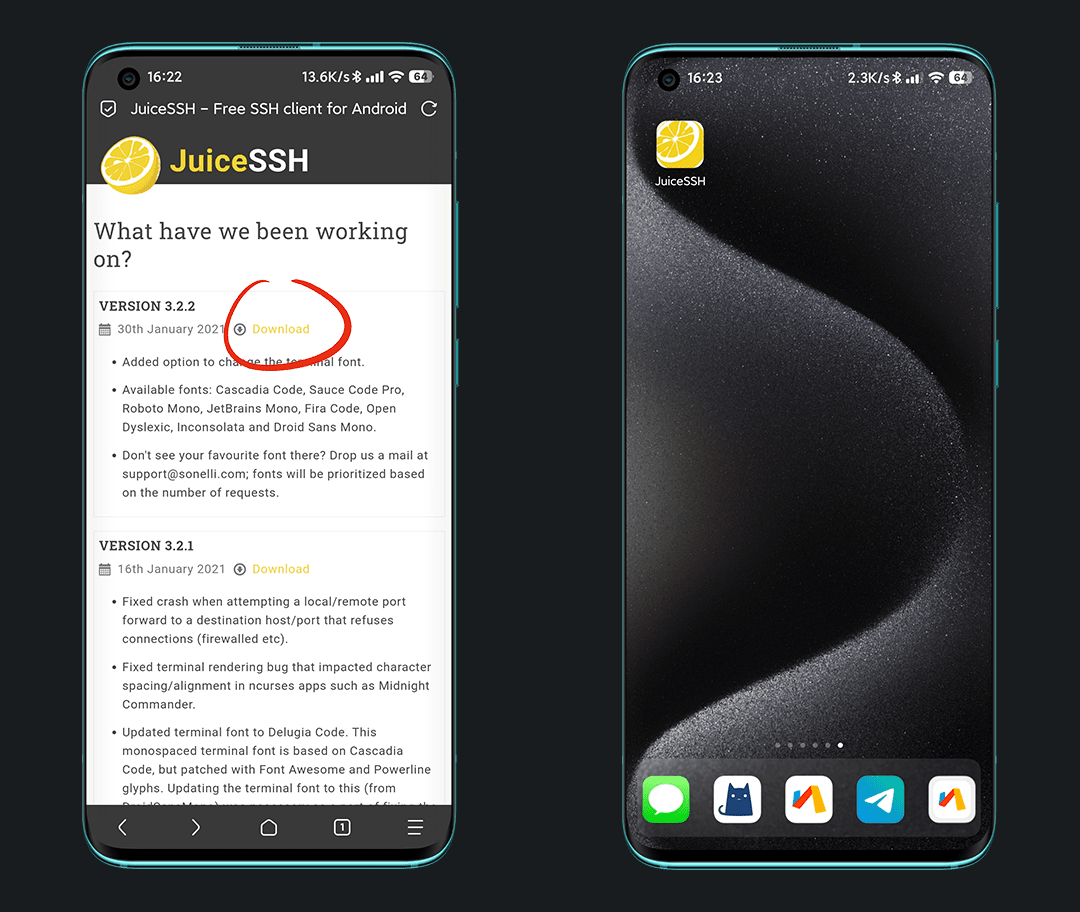 16:22
13.6K/s
64
JuiceSSH – Free SSH client for Android
JuiceSSH
What have we been working
on?
VERSION 3.2.2
30th January 2021 Download
• Added option to change the terminal font.
• Available fonts: Cascadia Code, Sauce Code Pro,
Roboto Mono, JetBrains Mono, Fira Code, Open
Dyslexic, Inconsolata and Droid Sans Mono.
• Don't see your favourite font there? Drop us a mail at
support@sonelli.com; fonts will be prioritized based
on the number of requests.
VERSION 3.2.1
16th January 2021 Download
• Fixed crash when attempting a local/remote port
forward to a destination host/port that refuses
connections (firewalled etc).
• Fixed terminal rendering bug that impacted character
spacing/alignment in ncurses apps such as Midnight
Commander.
• Updated terminal font to Delugia Code. This
monospaced terminal font is based on Cascadia
Code, but patched with Font Awesome and Powerline
glyphs. Updating the terminal font to this (from
1
16:23
2.3K/s
64
JuiceSSH